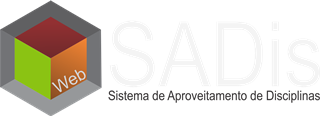 Web
SADis
Sistema de Aproveitamento de Disciplinas